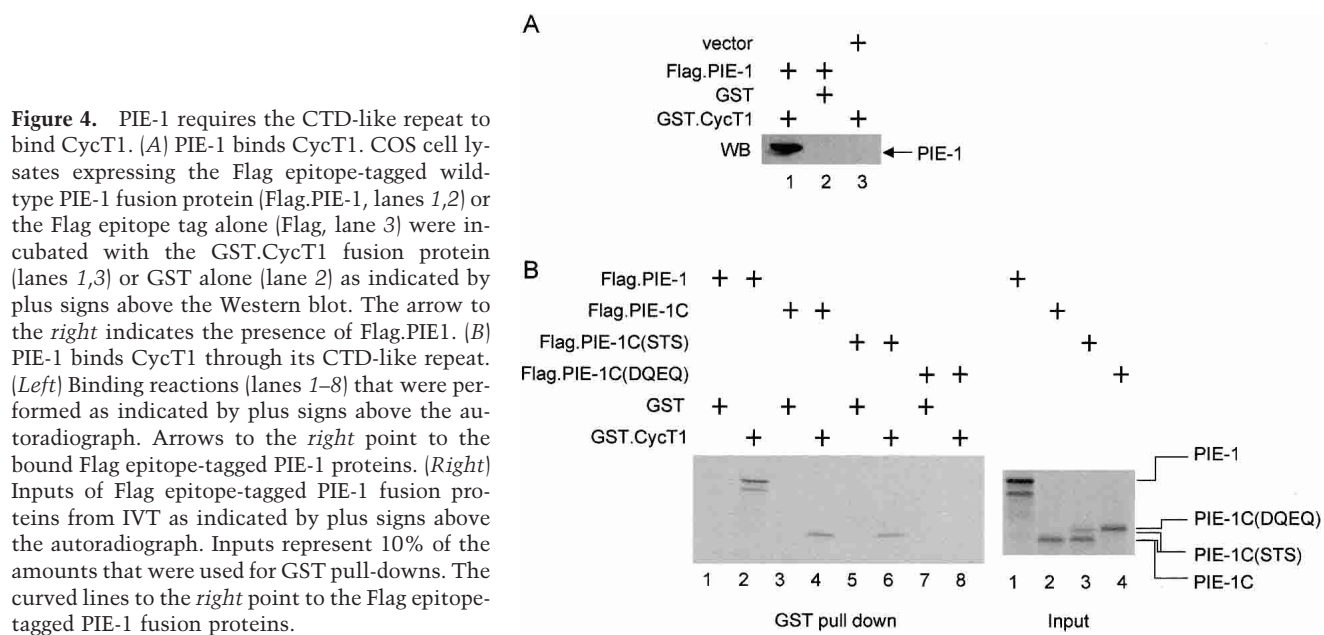 Figure 4. PIE-1 requires the CTD-like repeat to
bind CycT1. (A) PIE-1 binds CycT1. COS cell ly-
sates expressing the Flag epitope-tagged wild-
type PIE-1 fusion protein (Flag.PIE-1, lanes 1,2) or
the Flag epitope tag alone (Flag, lane 3) were in-
cubated with the GST.CycT1 fusion protein
(lanes 1,3) or GST alone (lane 2) as indicated by
plus signs above the Western blot. The arrow to
the right indicates the presence of Flag.PIE1. (B)
PIE-1 binds CycT1 through its CTD-like repeat.
(Left) Binding reactions (lanes 1–8) that were per-
formed as indicated by plus signs above the au-
toradiograph. Arrows to the right point to the
bound Flag epitope-tagged PIE-1 proteins. (Right)
Inputs of Flag epitope-tagged PIE-1 fusion pro-
teins from IVT as indicated by plus signs above
the autoradiograph. Inputs represent 10% of the
amounts that were used for GST pull-downs. The
curved lines to the right point to the Flag epitope-
tagged PIE-1 fusion proteins.
A
vector +
Flag.PIE-1 + +
GST +
GST.CycT1 + +
WB PIE-1
1 2 3
B
Flag.PIE-1 + + +
Flag.PIE-1C + + +
Flag.PIE-1C(STS) + + +
Flag.PIE-1C(DQEQ) + + +
GST + + + +
GST.CycT1 + + + +
PIE-1
PIE-1C(DQEQ)
PIE-1C(STS)
PIE-1C
1 2 3 4 5 6 7 8 1 2 3 4
GST pull down Input